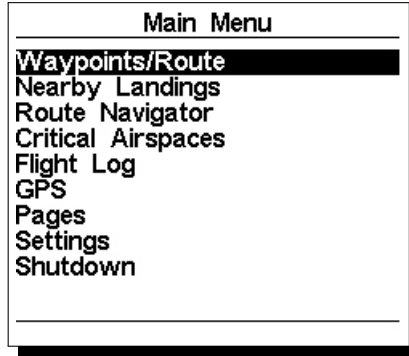 Main Menu
Waypoints/Route
Nearby Landings
Route Navigator
Critical Airspaces
Flight Log
GPS
Pages
Settings
Shutdown